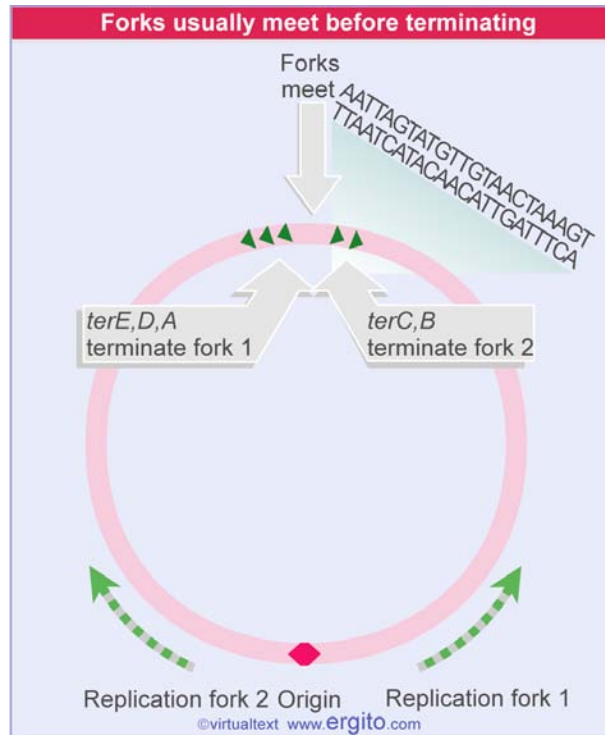 Forks usually meet before terminating
Forks
meet
AATTAGTATGTTGTAACTAAAGT
TTAATCATACAACATTGATTTCA
terE,D,A
terminate fork 1
terC,B
terminate fork 2
Replication fork 2
Origin
Replication fork 1
©virtualtext www.ergito.com